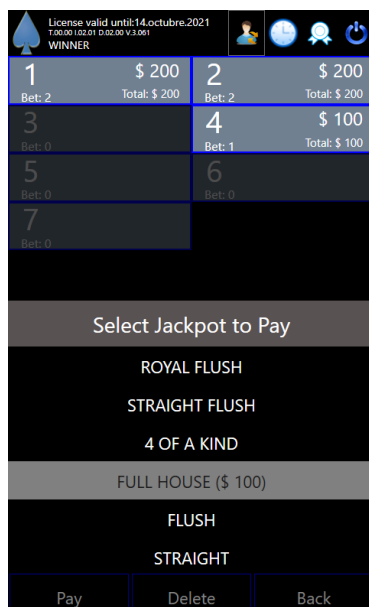 License valid until:14.octubre.2021
T.00.00 I.02.01 D.02.00 V.3.061
WINNER
1 $ 200 2 $ 200
Bet: 2 Total: $ 200 Bet: 2 Total: $ 200
3 4 $ 100
Bet: 0 Bet: 1 Total: $ 100
5 6
Bet: 0 Bet: 0
7
Bet: 0
Select Jackpot to Pay
ROYAL FLUSH
STRAIGHT FLUSH
4 OF A KIND
FULL HOUSE ($ 100)
FLUSH
STRAIGHT
Pay Delete Back